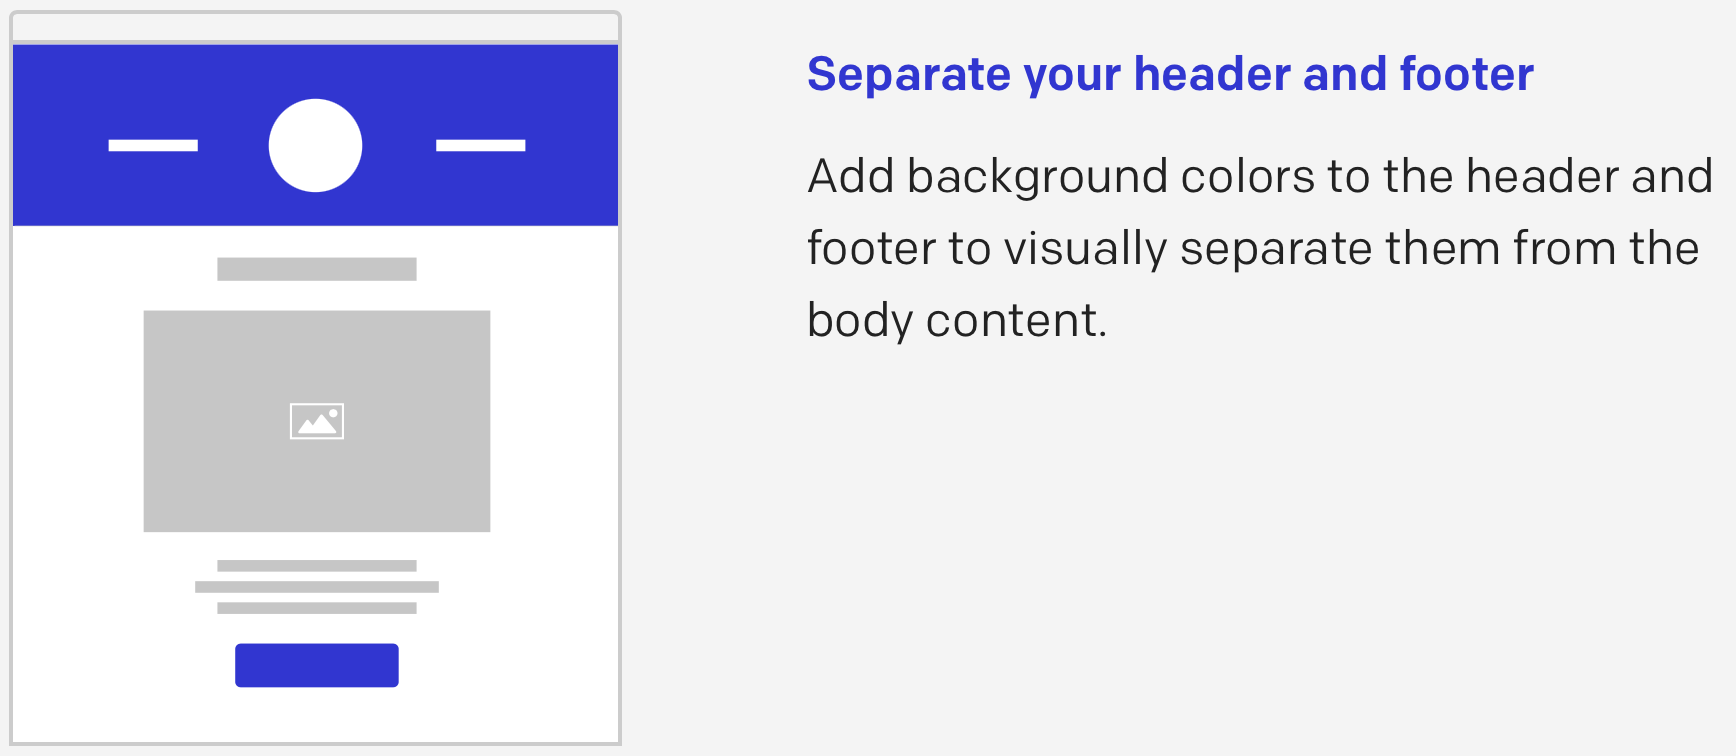 Separate your header and footer
Add background colors to the header and
footer to visually separate them from the
body content.